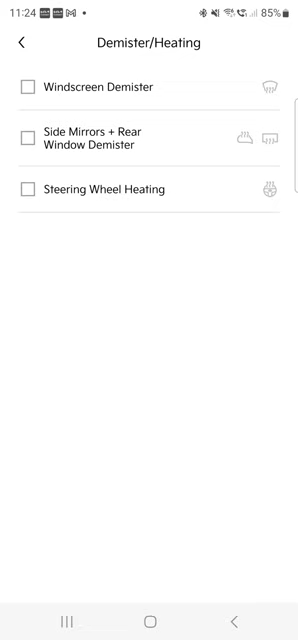 11:24
85%
Demister/Heating
Windscreen Demister
Side Mirrors + Rear
Window Demister
Steering Wheel Heating